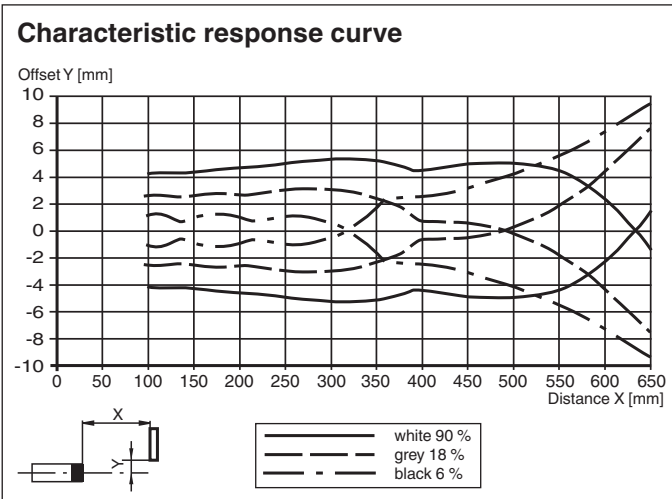 Characteristic response curve
Offset Y [mm]
10
8
6
4
2
0
-2
-4
-6
-8
-10
0 50 100 150 200 250 300 350 400 450 500 550 600 650
Distance X [mm]
X
Y
white 90 %
grey 18 %
black 6 %